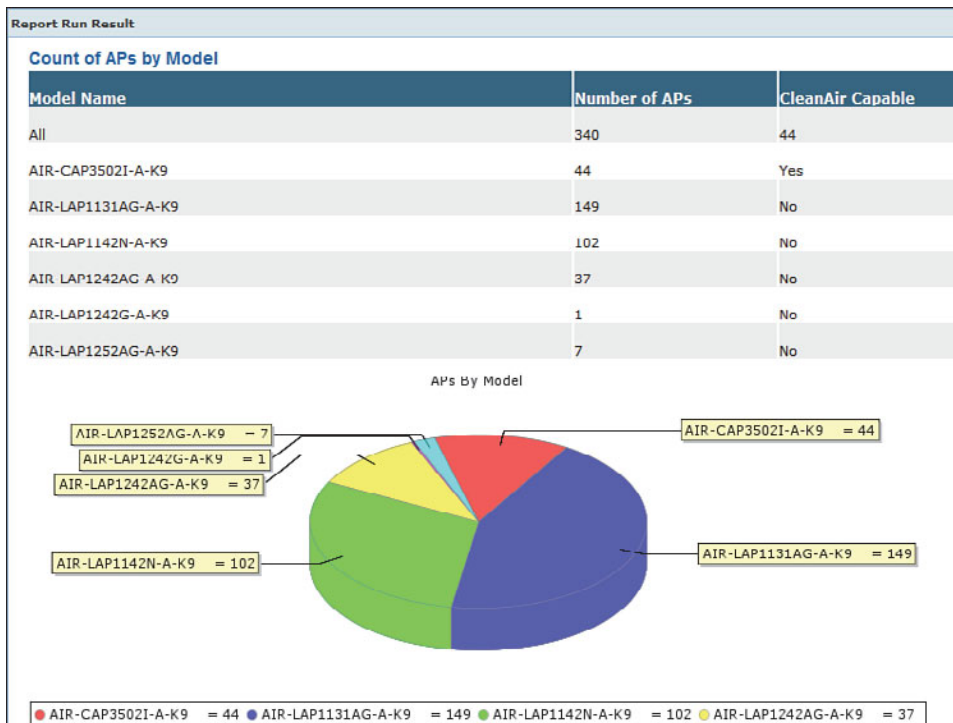 Report Run Result
Count of APs by Model
Model Name Number of APs CleanAir Capable
All 340 44
AIR-CAP3502I-A-K9 44 Yes
AIR-LAP1131AG-A-K9 149 No
AIR-LAP1142N-A-K9 102 No
AIR-LAP1242AG-A-K9 37 No
AIR-LAP1242G-A-K9 1 No
AIR-LAP1252AG-A-K9 7 No
APs By Model
AIR-LAP1252AG-A-K9 = 7
AIR-CAP3502I-A-K9 = 44
AIR-LAP1242G-A-K9 = 1
AIR-LAP1242AG-A-K9 = 37
AIR-LAP1131AG-A-K9 = 149
AIR-LAP1142N-A-K9 = 102
AIR-CAP3502I-A-K9 = 44 AIR-LAP1131AG-A-K9 = 149 AIR-LAP1142N-A-K9 = 102 AIR-LAP1242AG-A-K9 = 37